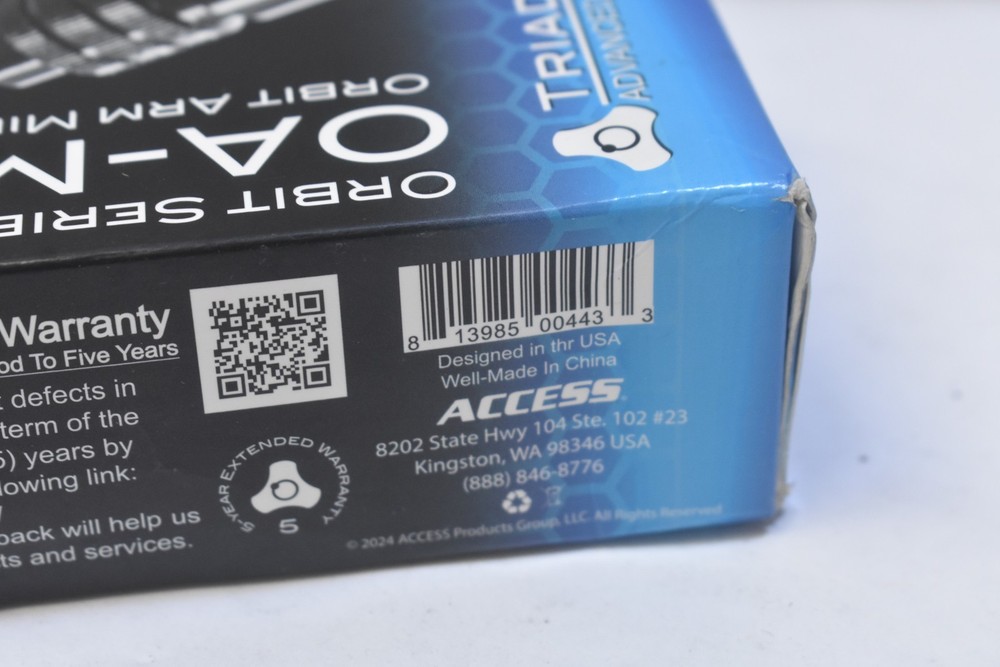 TRIAD
ADVANCED
ORBIT ARM
OA-M
ORBIT SERIE
Warranty
od To Five Years
defects in
term of the
) years by
lowing link:
back will help us
ts and services.
5-YEAR EXTENDED WARRANTY
5
8 13985 00443 3
Designed in thr USA
Well-Made In China
ACCESS
8202 State Hwy 104 Ste. 102 #23
Kingston, WA 98346 USA
(888) 846-8776
© 2024 ACCESS Products Group, LLC. All Rights Reserved